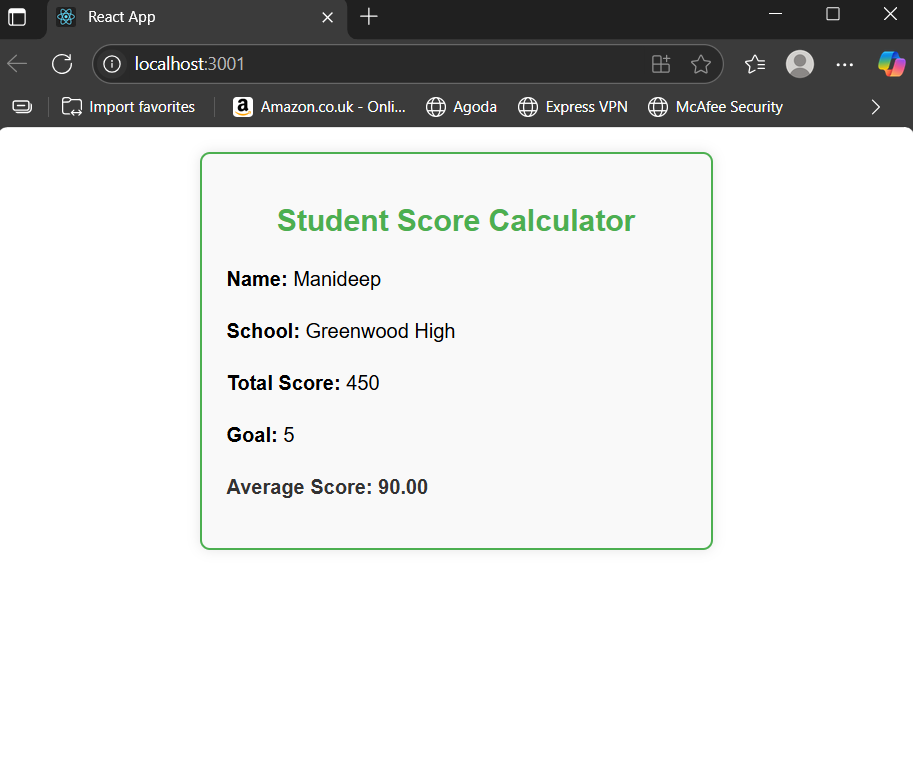 React App
localhost:3001
Import favorites
Amazon.co.uk - Onli...
Agoda
Express VPN
McAfee Security
Student Score Calculator
Name: Manideep
School: Greenwood High
Total Score: 450
Goal: 5
Average Score: 90.00